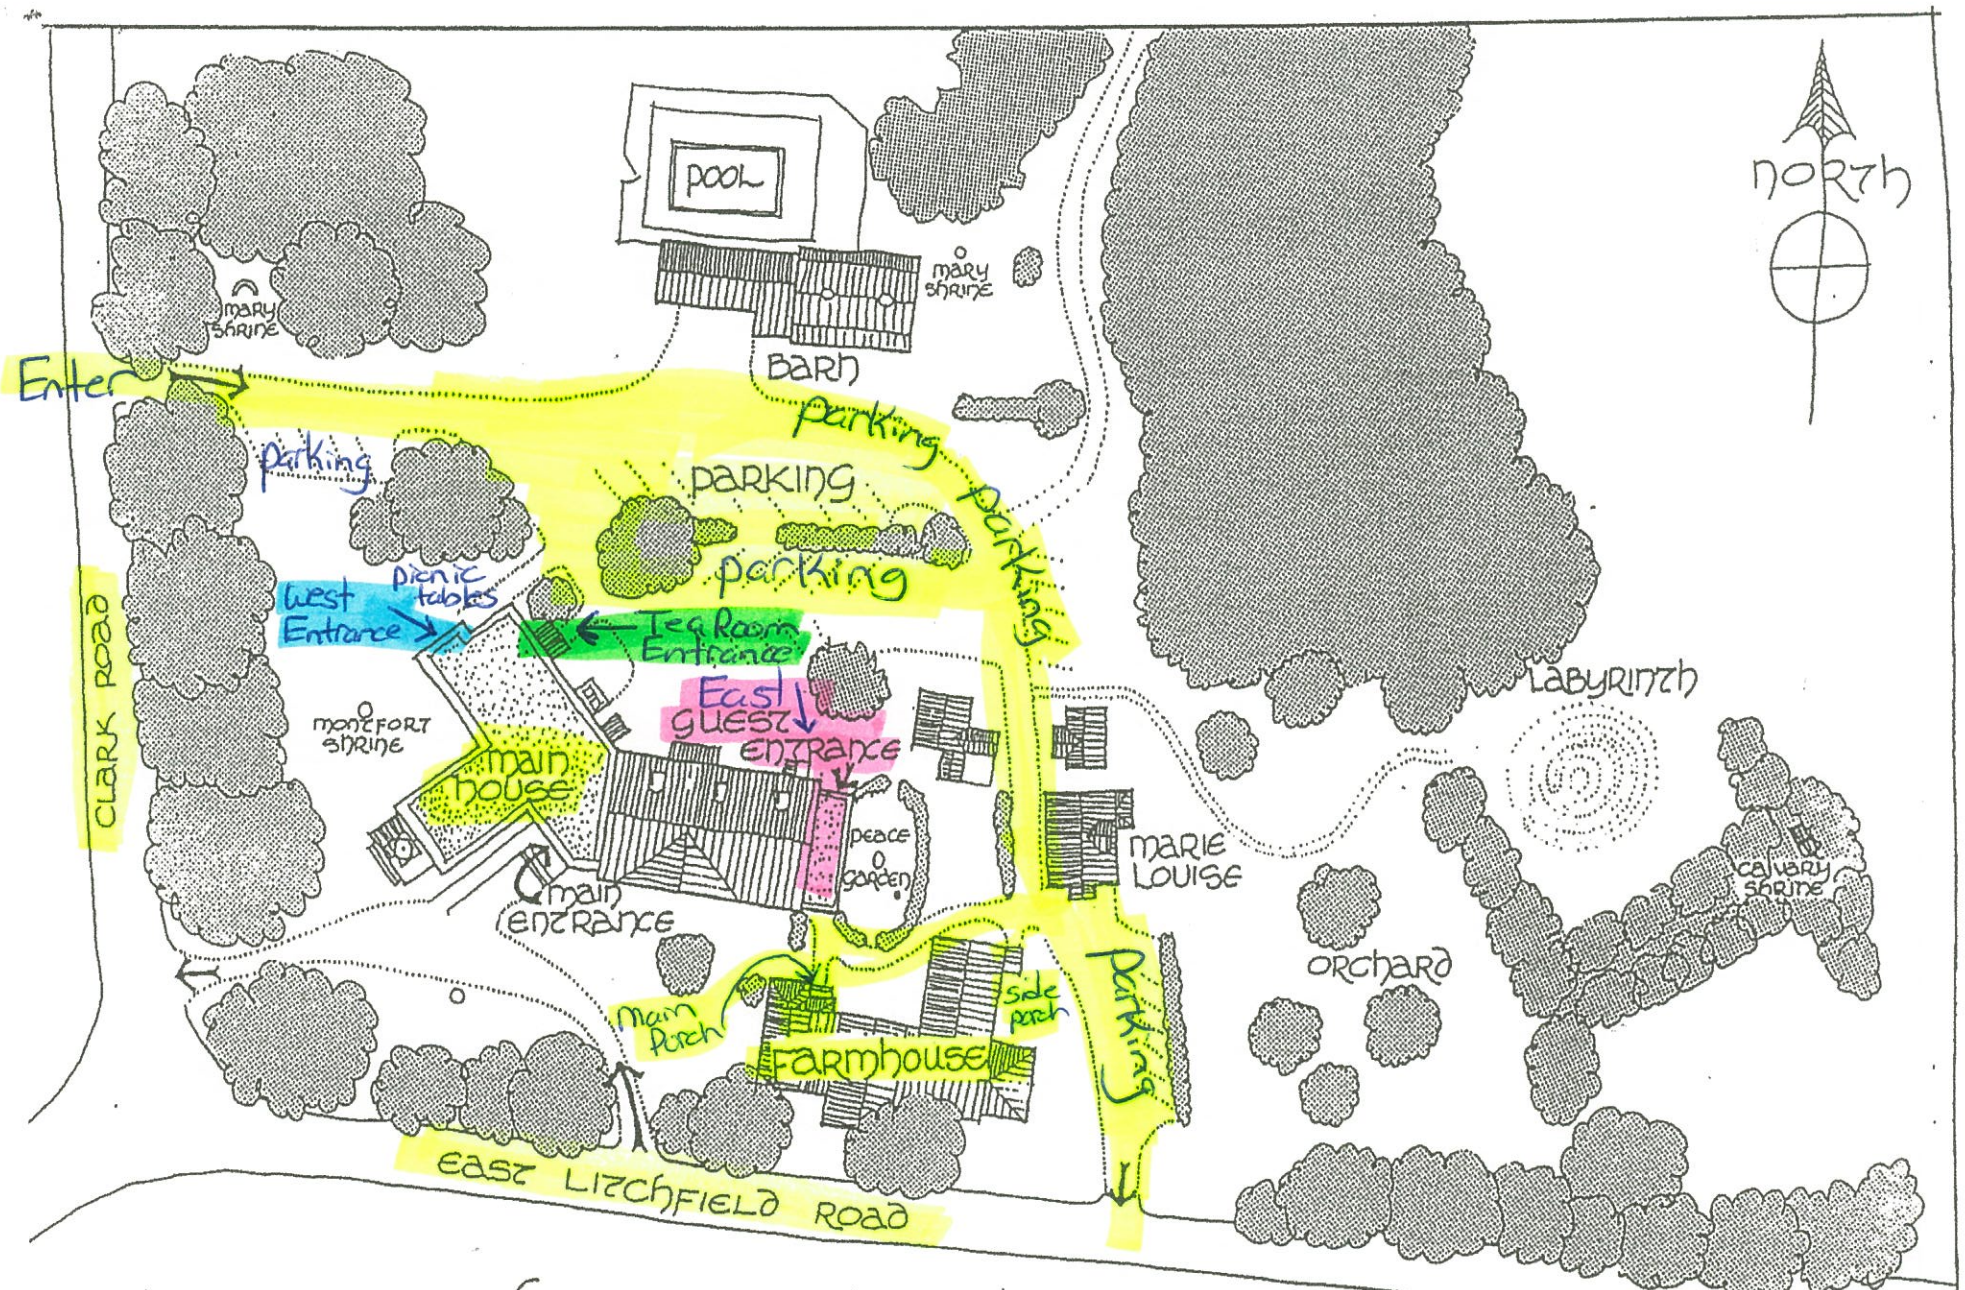 POOL
NORTH
MARY
SHRINE
MARY
SHRINE
BARN
Enter
parking
parking
PARKING
parking
parking
parking
picnic
tables
West
Entrance
Tea Room
Entrance
East
GUEST
ENTRANCE
LABYRINTH
CLARK ROAD
MONTFORT
SHRINE
MAIN
HOUSE
PEACE
GARDEN
MARIE
LOUISE
CALVARY
SHRINE
MAIN
ENTRANCE
ORCHARD
Main
Porch
side
porch
parking
FARMHOUSE
EAST LITCHFIELD ROAD